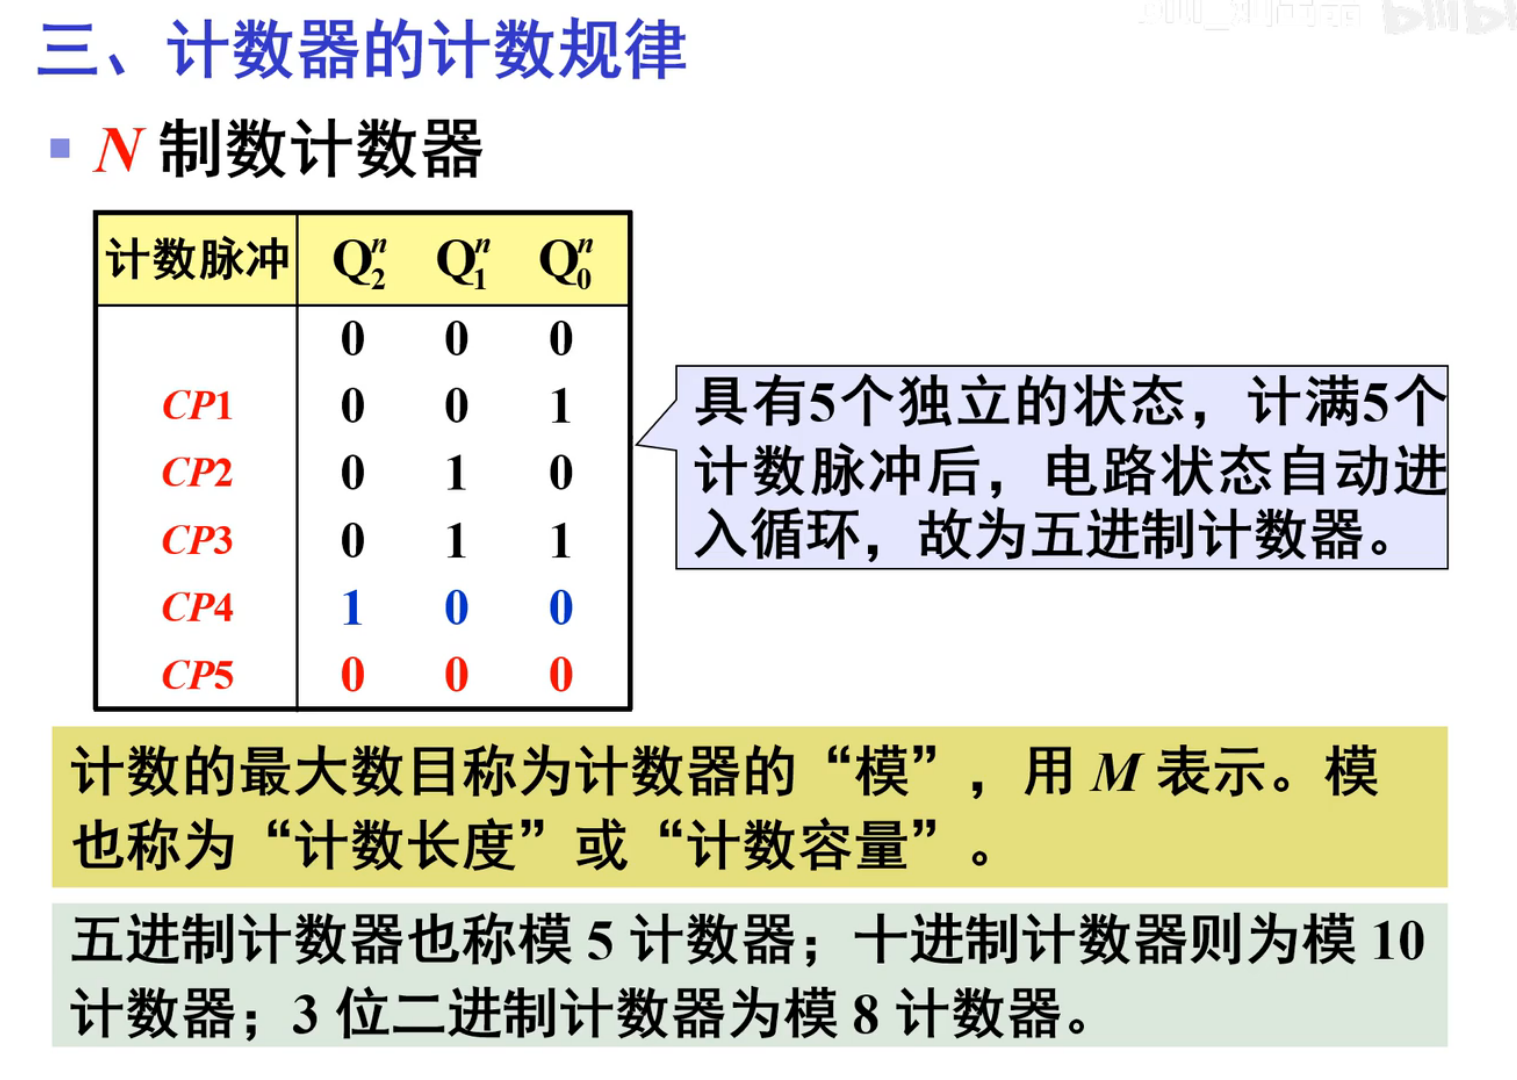 三、计数器的计数规律
N 制数计数器
计数脉冲 Q₂ⁿ Q₁ⁿ Q₀ⁿ
0 0 0
CP1 0 0 1
CP2 0 1 0
CP3 0 1 1
CP4 1 0 0
CP5 0 0 0
具有5个独立的状态，计满5个
计数脉冲后，电路状态自动进
入循环，故为五进制计数器。
计数的最大数目称为计数器的“模”，用 M 表示。模
也称为“计数长度”或“计数容量”。
五进制计数器也称模 5 计数器；十进制计数器则为模 10
计数器；3 位二进制计数器为模 8 计数器。